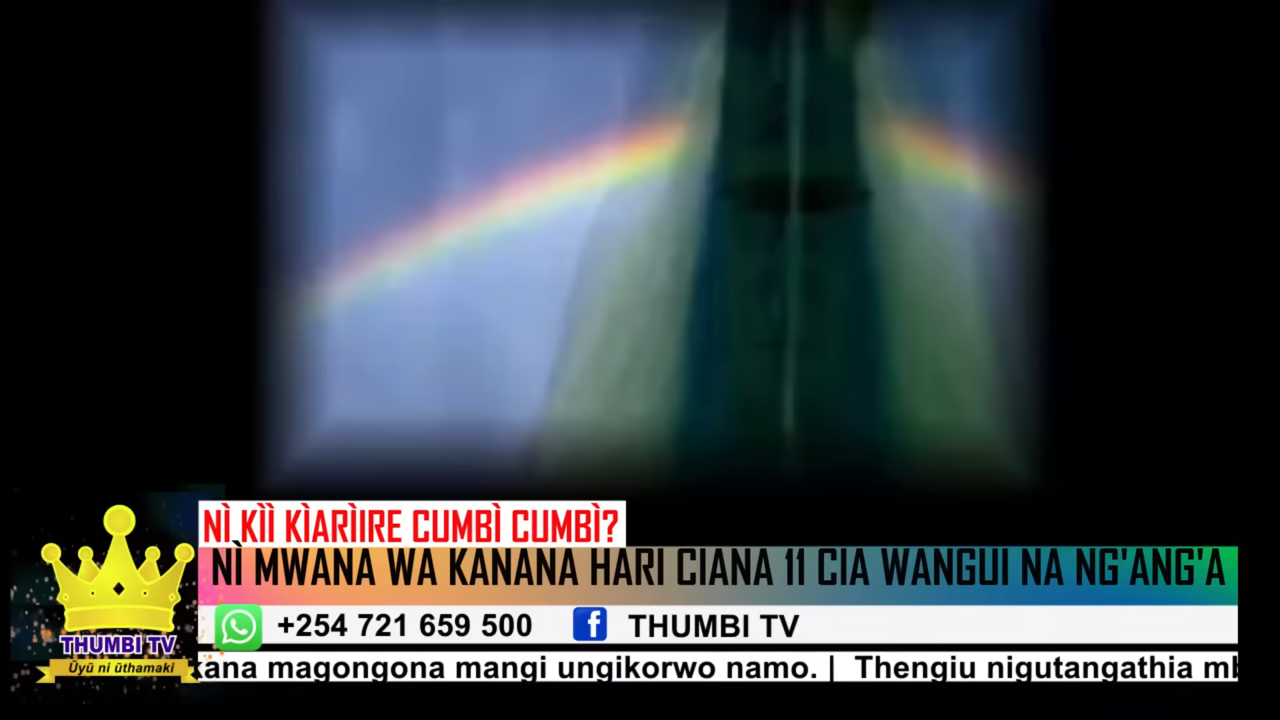 NÌ KÌÌ KÌARÌIRE CUMBÌ CUMBÌ?
NÌ MWANA WA KANANA HARI CIANA 11 CIA WANGUI NA NG'ANG'A
+254 721 659 500 THUMBI TV
THUMBI TV
Ũyũ ni ũthamaki
kana magongona mangi ungikorwo namo. | Thengiu nigutangathia